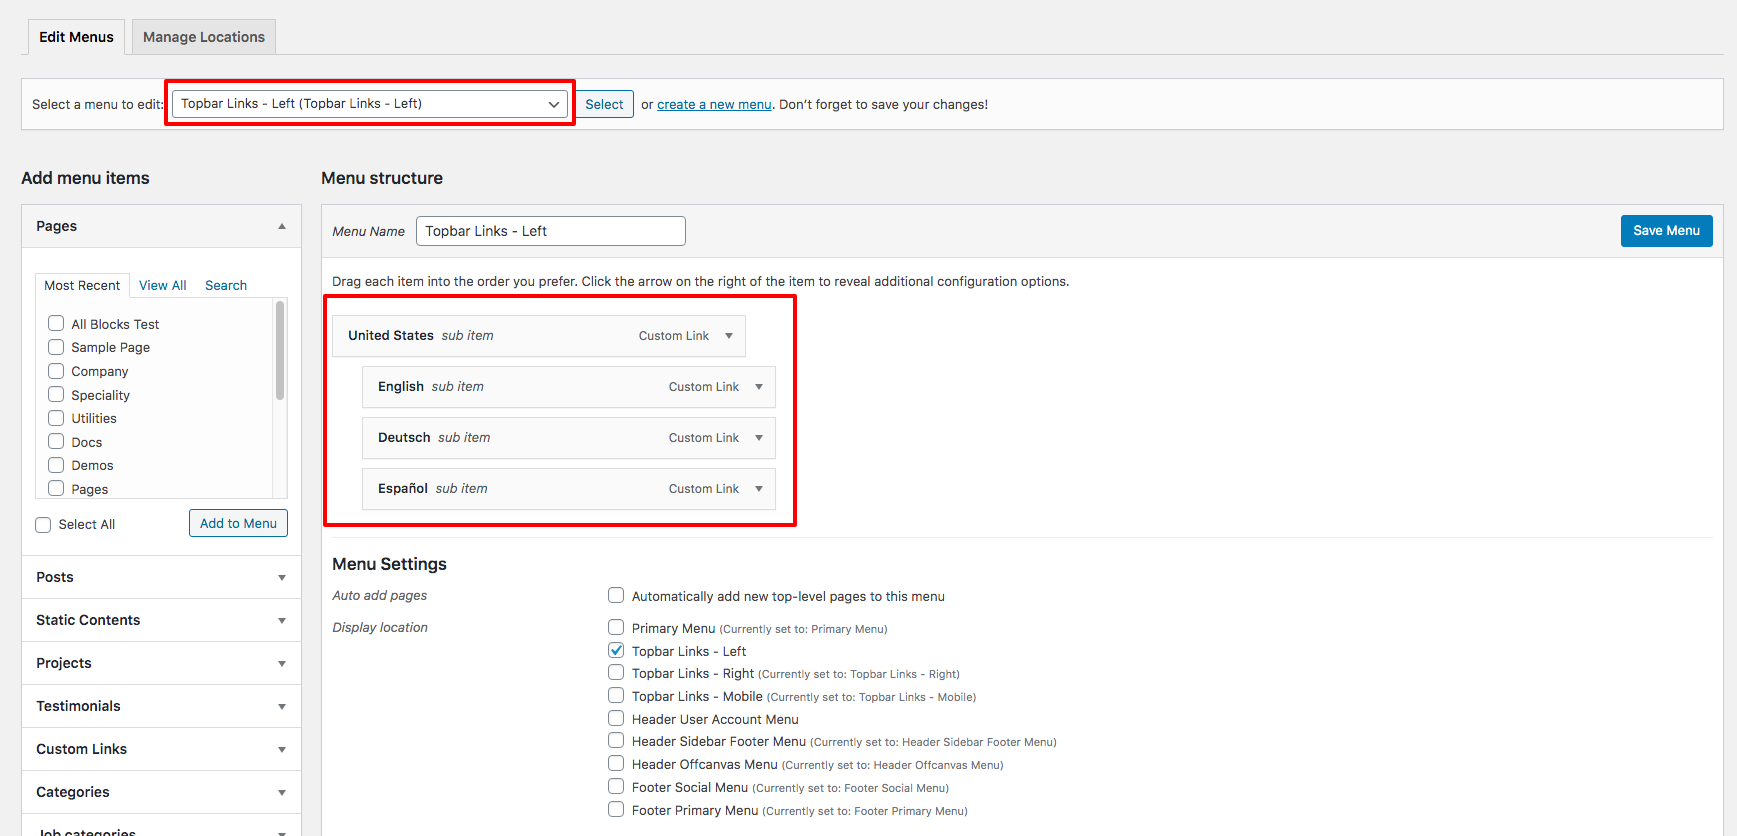 Edit Menus
Manage Locations
Select a menu to edit: Topbar Links - Left (Topbar Links - Left) Select or create a new menu. Don't forget to save your changes!
Add menu items
Pages
Most Recent View All Search
All Blocks Test
Sample Page
Company
Speciality
Utilities
Docs
Demos
Pages
Select All Add to Menu
Posts
Static Contents
Projects
Testimonials
Custom Links
Categories
Job categories
Menu structure
Menu Name Topbar Links - Left Save Menu
Drag each item into the order you prefer. Click the arrow on the right of the item to reveal additional configuration options.
United States sub item Custom Link
English sub item Custom Link
Deutsch sub item Custom Link
Español sub item Custom Link
Menu Settings
Auto add pages Automatically add new top-level pages to this menu
Display location Primary Menu (Currently set to: Primary Menu)
Topbar Links - Left
Topbar Links - Right (Currently set to: Topbar Links - Right)
Topbar Links - Mobile (Currently set to: Topbar Links - Mobile)
Header User Account Menu
Header Sidebar Footer Menu (Currently set to: Header Sidebar Footer Menu)
Header Offcanvas Menu (Currently set to: Header Offcanvas Menu)
Footer Social Menu (Currently set to: Footer Social Menu)
Footer Primary Menu (Currently set to: Footer Primary Menu)